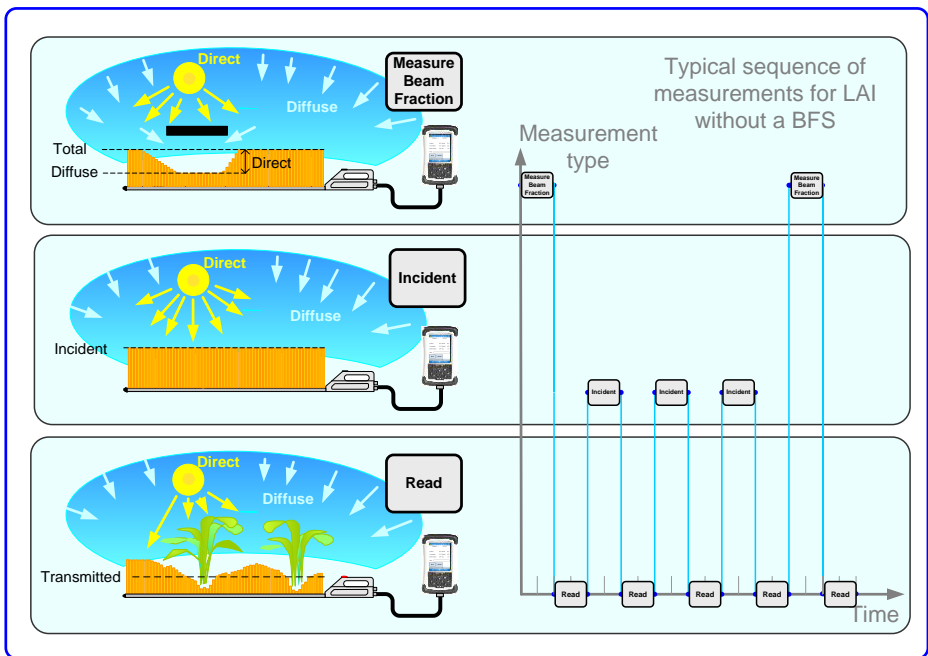 Direct
Diffuse
Measure
Beam
Fraction
Total
Diffuse
Direct
Typical sequence of
measurements for LAI
without a BFS
Measurement
type
Measure
Beam
Fraction
Measure
Beam
Fraction
Direct
Diffuse
Incident
Incident
Incident
Incident
Incident
Direct
Diffuse
Read
Transmitted
Read
Read
Read
Read
Read
Time